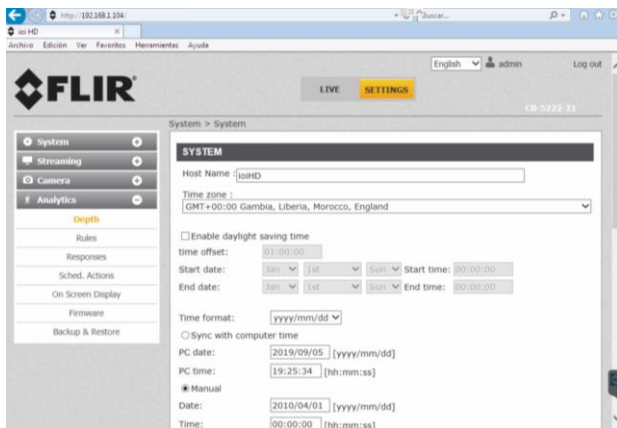 http://192.168.1.104/
Buscar...
ioi HD
Archivo Edición Ver Favoritos Herramientas Ayuda
English admin Log out
FLIR
LIVE SETTINGS
CB-5222-21
System > System
System
Streaming
Camera
Analytics
Depth
Rules
Responses
Sched. Actions
On Screen Display
Firmware
Backup & Restore
SYSTEM
Host Name : ioiHD
Time zone :
GMT+00:00 Gambia, Liberia, Morocco, England
Enable daylight saving time
time offset: 01:00:00
Start date: Jan 1st Sun Start time: 00:00:00
End date: Jan 1st Sun End time: 00:00:00
Time format: yyyy/mm/dd
Sync with computer time
PC date: 2019/09/05 [yyyy/mm/dd]
PC time: 19:25:34 [hh:mm:ss]
Manual
Date: 2010/04/01 [yyyy/mm/dd]
Time: 00:00:00 [hh:mm:ss]